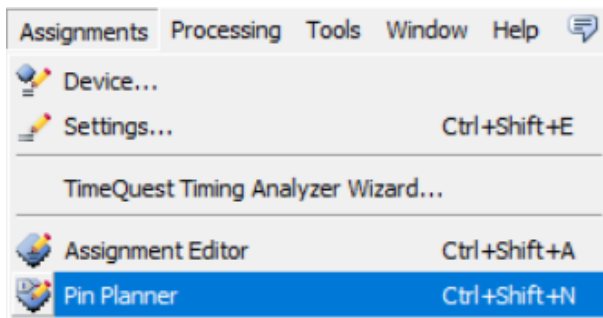 Assignments Processing Tools Window Help
Device...
Settings... Ctrl+Shift+E
TimeQuest Timing Analyzer Wizard...
Assignment Editor Ctrl+Shift+A
Pin Planner Ctrl+Shift+N